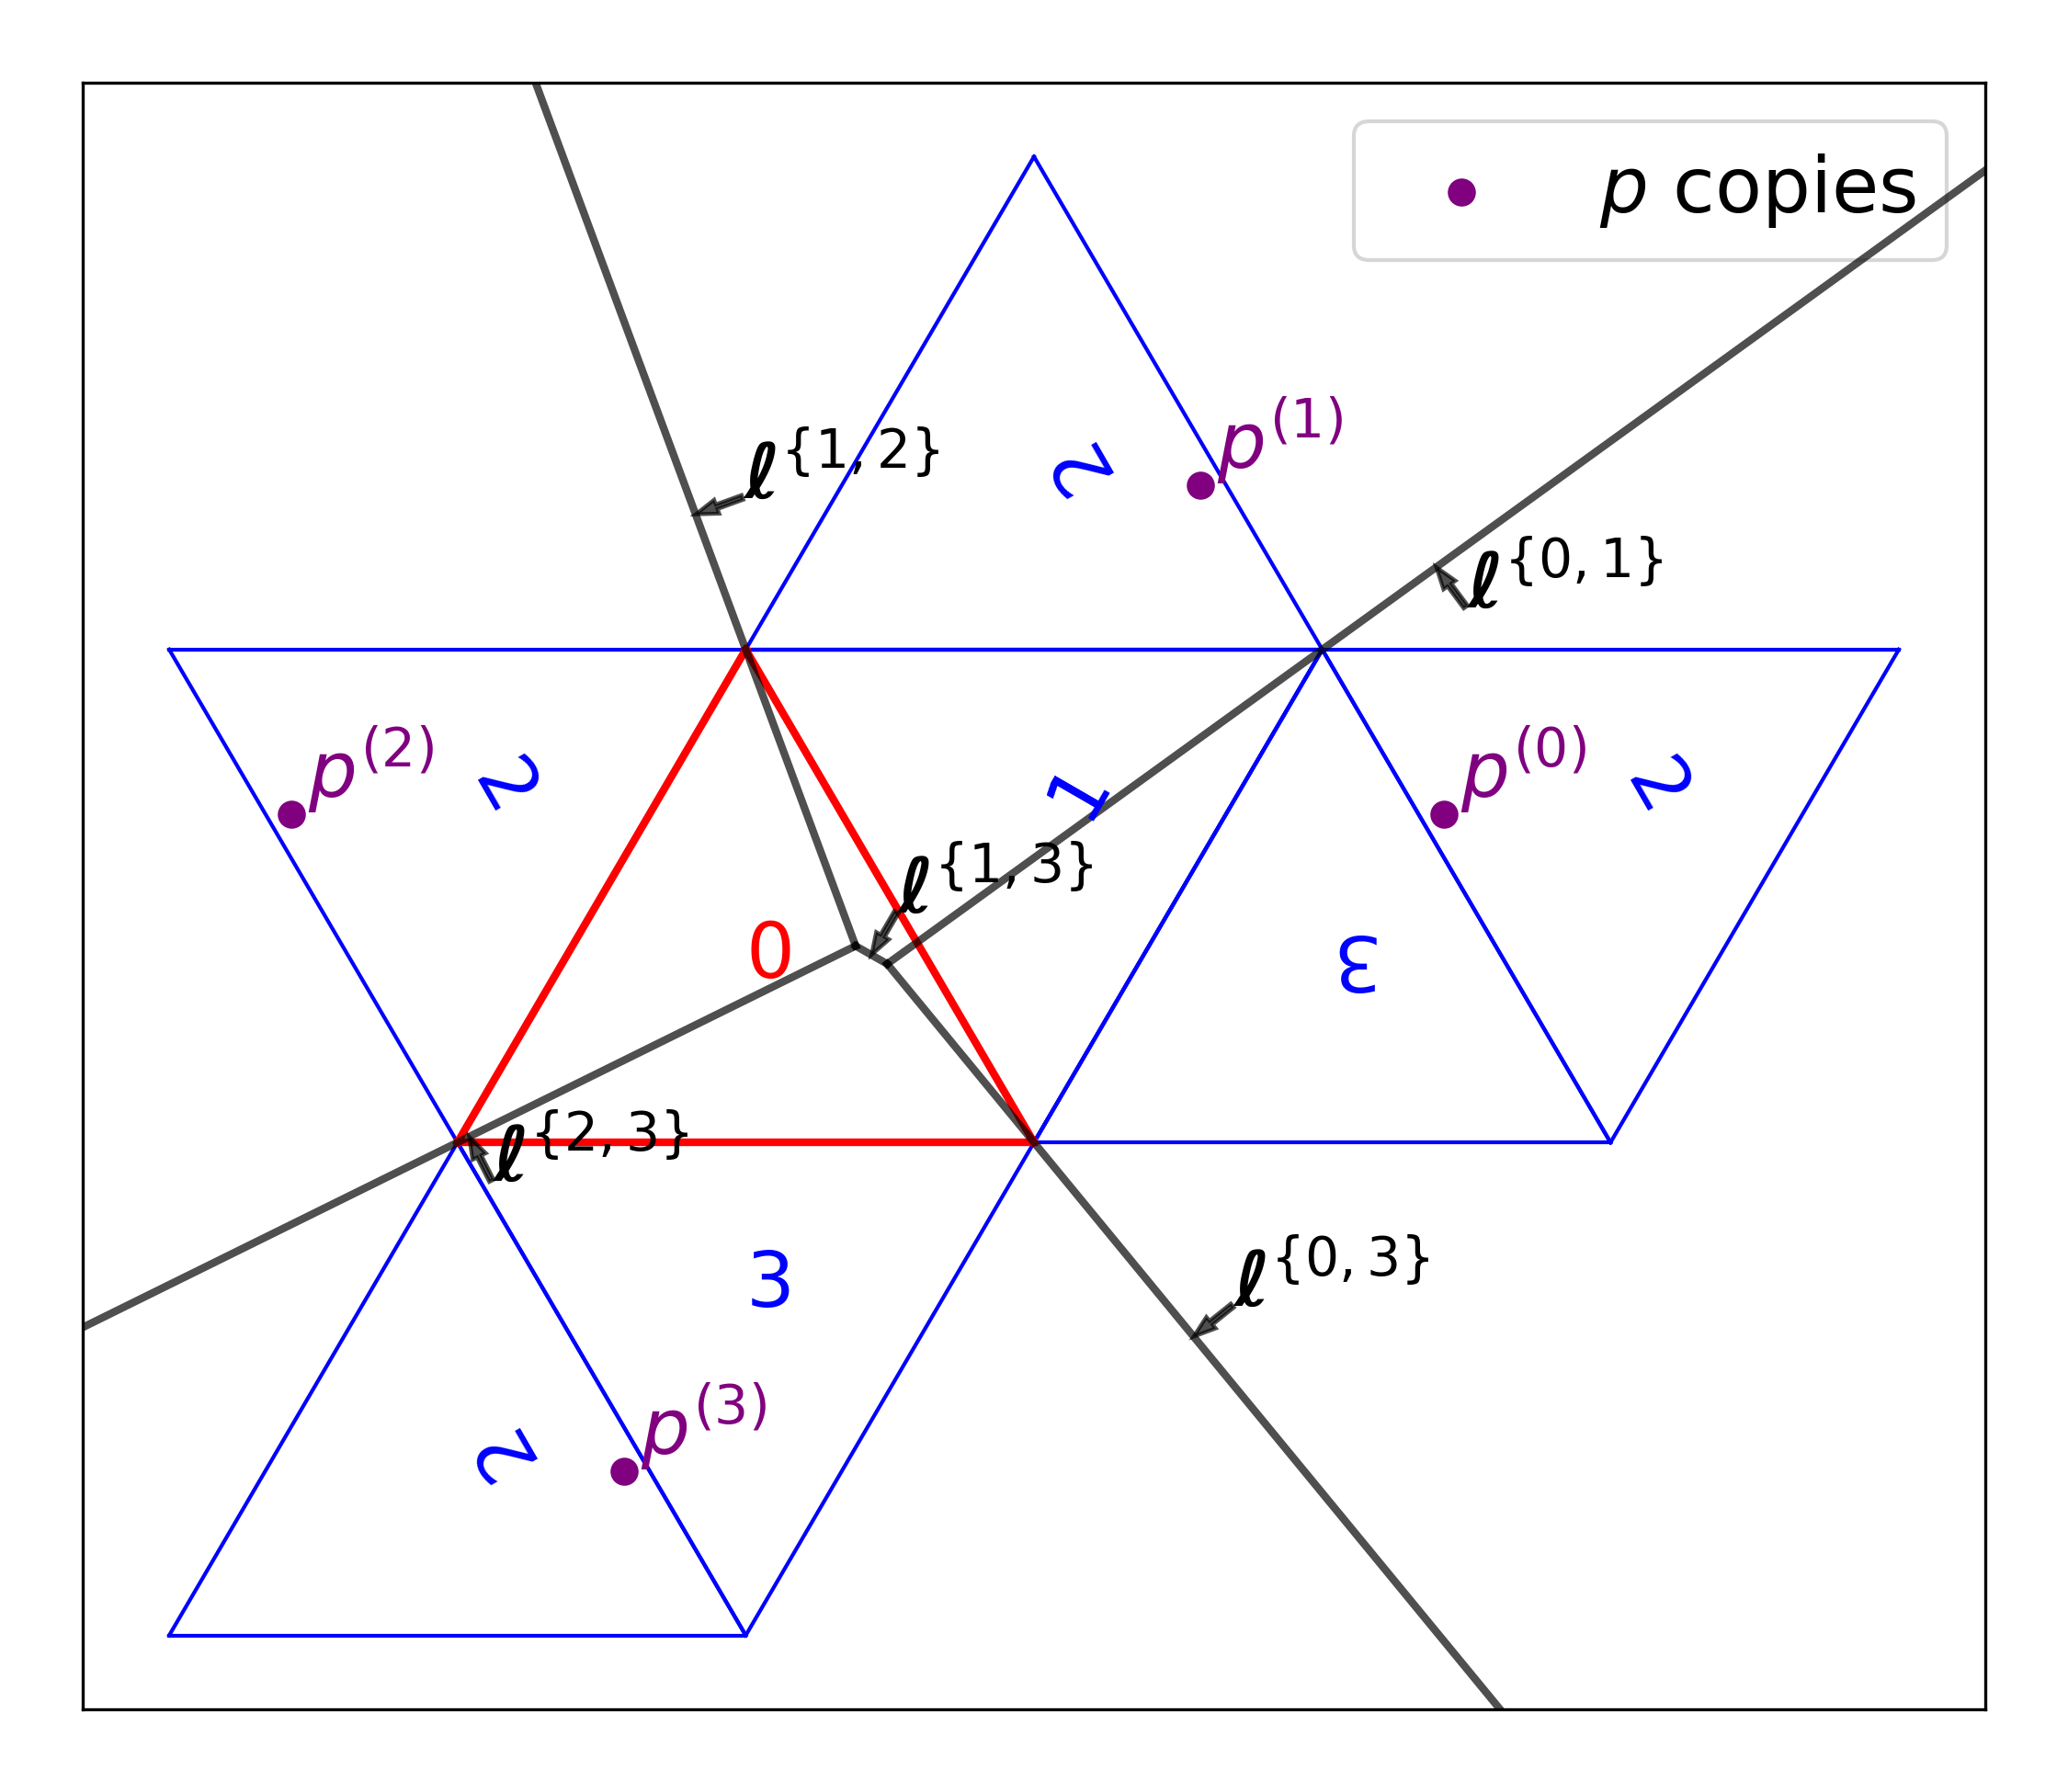 p copies
p^{(1)}
2
ℓ^{\{1,2\}}
ℓ^{\{0,1\}}
p^{(2)}
2
p^{(0)}
2
1
ℓ^{\{1,3\}}
0
3
ℓ^{\{2,3\}}
3
ℓ^{\{0,3\}}
p^{(3)}
2